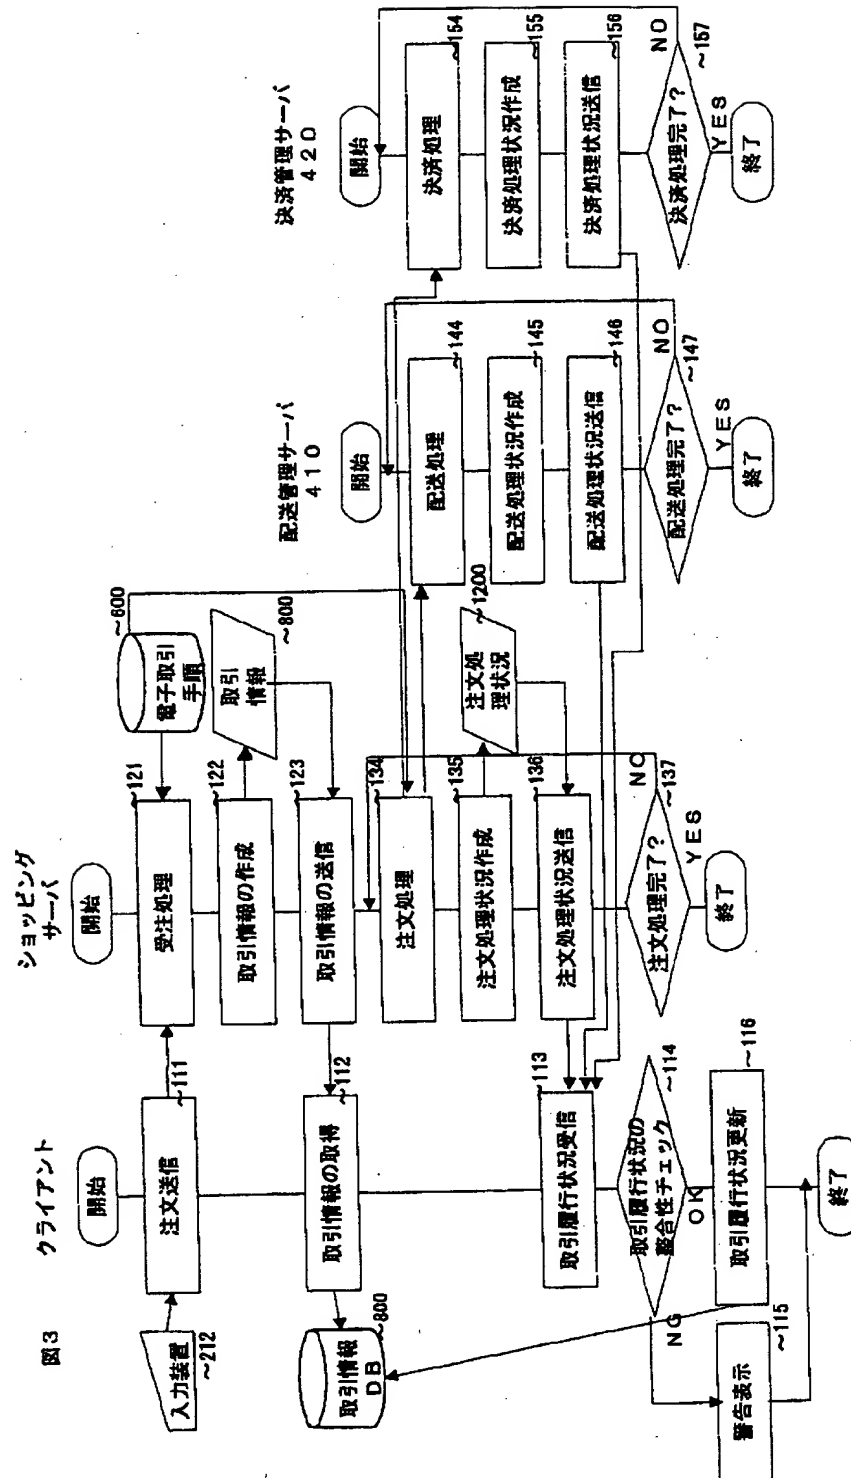 図3
クライアント
開始
入力装置
~212
注文送信
~111
取引情報の取得
~112
取引情報
DB
~800
取引履行状況受信
113
取引履行状況の
整合性チェック
~114
OK
NG
取引履行状況更新
~116
警告表示
~115
終了
ショッピング
サーバ
開始
受注処理
~121
電子取引
手順
~600
取引情報の作成
~122
取引
情報
~800
取引情報の送信
~123
注文処理
~134
注文処理状況作成
~135
注文処
理状況
~1200
注文処理状況送信
~136
注文処理完了?
~137
NO
YES
終了
配送管理サーバ
410
開始
配送処理
~144
配送処理状況作成
~145
配送処理状況送信
~146
配送処理完了?
~147
NO
YES
終了
決済管理サーバ
420
開始
決済処理
~154
決済処理状況作成
~155
決済処理状況送信
~156
決済処理完了?
~157
NO
YES
終了